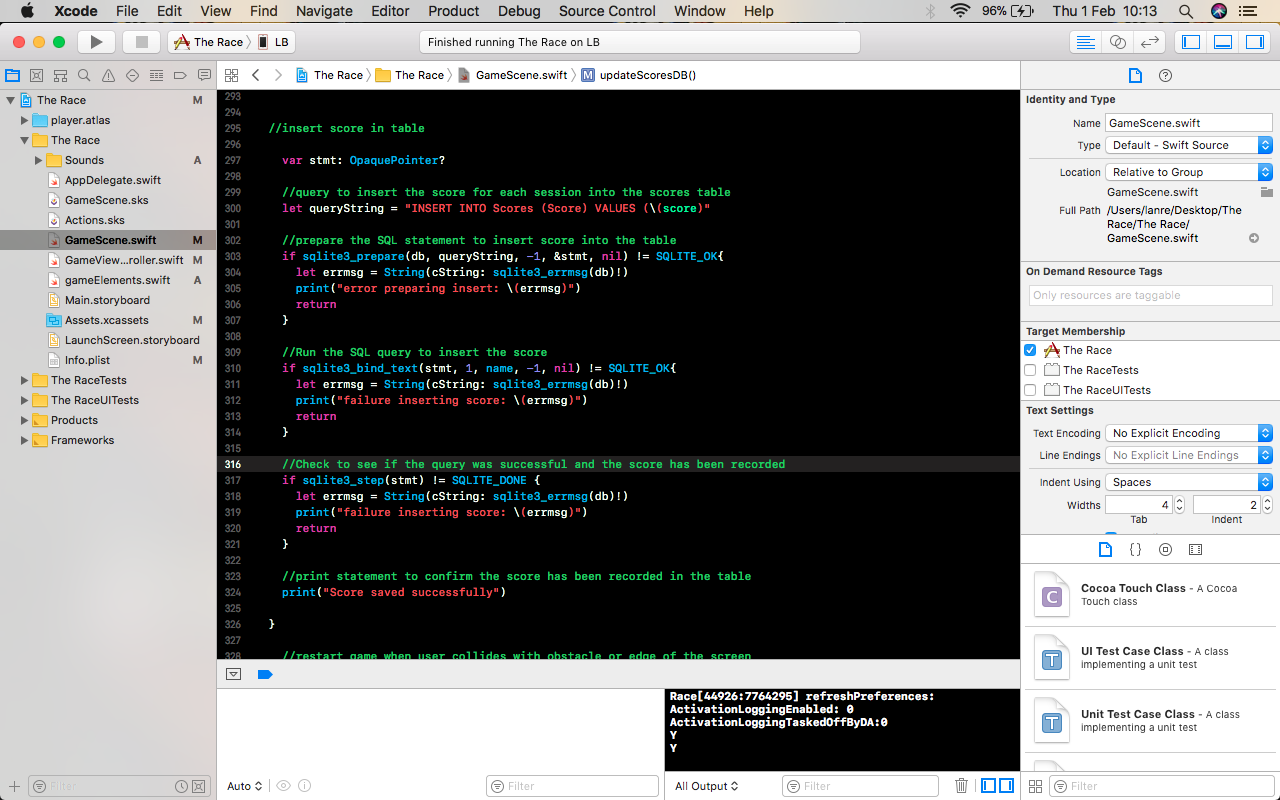 Xcode File Edit View Find Navigate Editor Product Debug Source Control Window Help 96% Thu 1 Feb 10:13
The Race LB
Finished running The Race on LB
The Race The Race GameScene.swift M updateScoresDB()
The Race M
player.atlas
The Race
Sounds A
AppDelegate.swift
GameScene.sks
Actions.sks
GameScene.swift M
GameView...roller.swift M
gameElements.swift A
Main.storyboard
Assets.xcassets M
LaunchScreen.storyboard
Info.plist M
The RaceTests
The RaceUITests
Products
Frameworks
Filter
293
294
295 //insert score in table
296
297 var stmt: OpaquePointer?
298
299 //query to insert the score for each session into the scores table
300 let queryString = "INSERT INTO Scores (Score) VALUES (\(score)"
301
302 //prepare the SQL statement to insert score into the table
303 if sqlite3_prepare(db, queryString, -1, &stmt, nil) != SQLITE_OK{
304 let errmsg = String(cString: sqlite3_errmsg(db)!)
305 print("error preparing insert: \(errmsg)")
306 return
307 }
308
309 //Run the SQL query to insert the score
310 if sqlite3_bind_text(stmt, 1, name, -1, nil) != SQLITE_OK{
311 let errmsg = String(cString: sqlite3_errmsg(db)!)
312 print("failure inserting score: \(errmsg)")
313 return
314 }
315
316 //Check to see if the query was successful and the score has been recorded
317 if sqlite3_step(stmt) != SQLITE_DONE {
318 let errmsg = String(cString: sqlite3_errmsg(db)!)
319 print("failure inserting score: \(errmsg)")
320 return
321 }
322
323 //print statement to confirm the score has been recorded in the table
324 print("Score saved successfully")
325
326 }
327
328 //restart game when user collides with obstacle or edge of the screen
Auto
Filter
Race[44926:7764295] refreshPreferences:
ActivationLoggingEnabled: 0
ActivationLoggingTaskedOffByDA:0
Y
Y
All Output
Filter
Identity and Type
Name GameScene.swift
Type Default - Swift Source
Location Relative to Group
GameScene.swift
Full Path /Users/lanre/Desktop/The
Race/The Race/
GameScene.swift
On Demand Resource Tags
Only resources are taggable
Target Membership
The Race
The RaceTests
The RaceUITests
Text Settings
Text Encoding No Explicit Encoding
Line Endings No Explicit Line Endings
Indent Using Spaces
Widths 4 2
Tab Indent
{}
C Cocoa Touch Class - A Cocoa
Touch class
T UI Test Case Class - A class
implementing a unit test
T Unit Test Case Class - A class
implementing a unit test
Filter